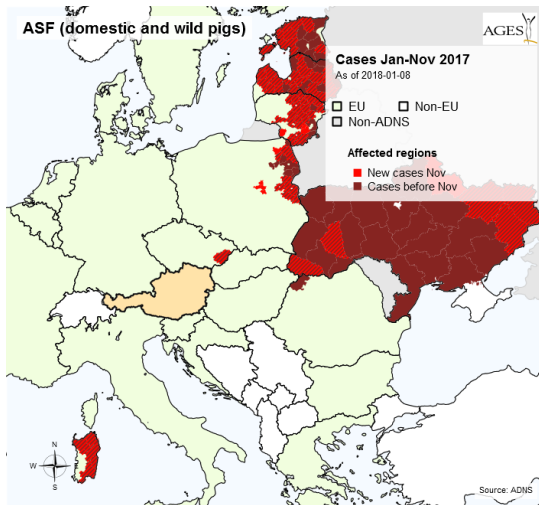 ASF (domestic and wild pigs)
AGES
Cases Jan-Nov 2017
As of 2018-01-08
EU
Non-EU
Non-ADNS
Affected regions
New cases Nov
Cases before Nov
N
W
E
S
Source: ADNS